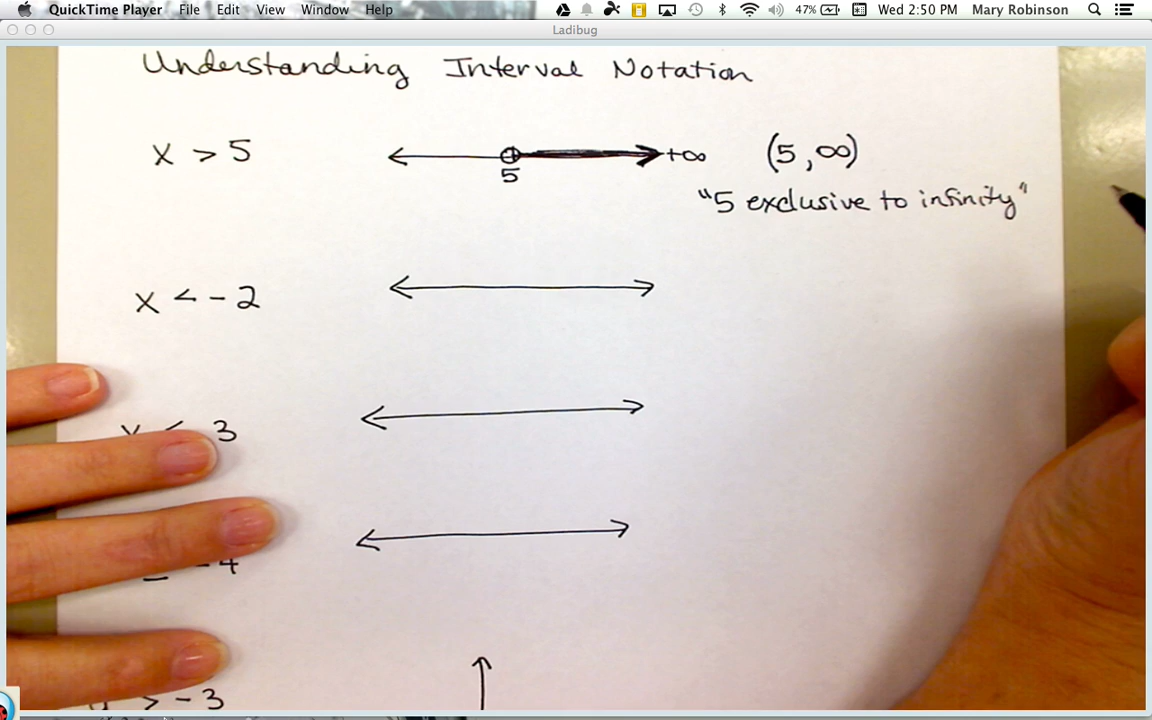 QuickTime Player File Edit View Window Help 47% Wed 2:50 PM Mary Robinson
Ladibug
Understanding Interval Notation
x > 5
5
+∞
(5, ∞)
"5 exclusive to infinity"
x < - 2
3
- 4
> - 3